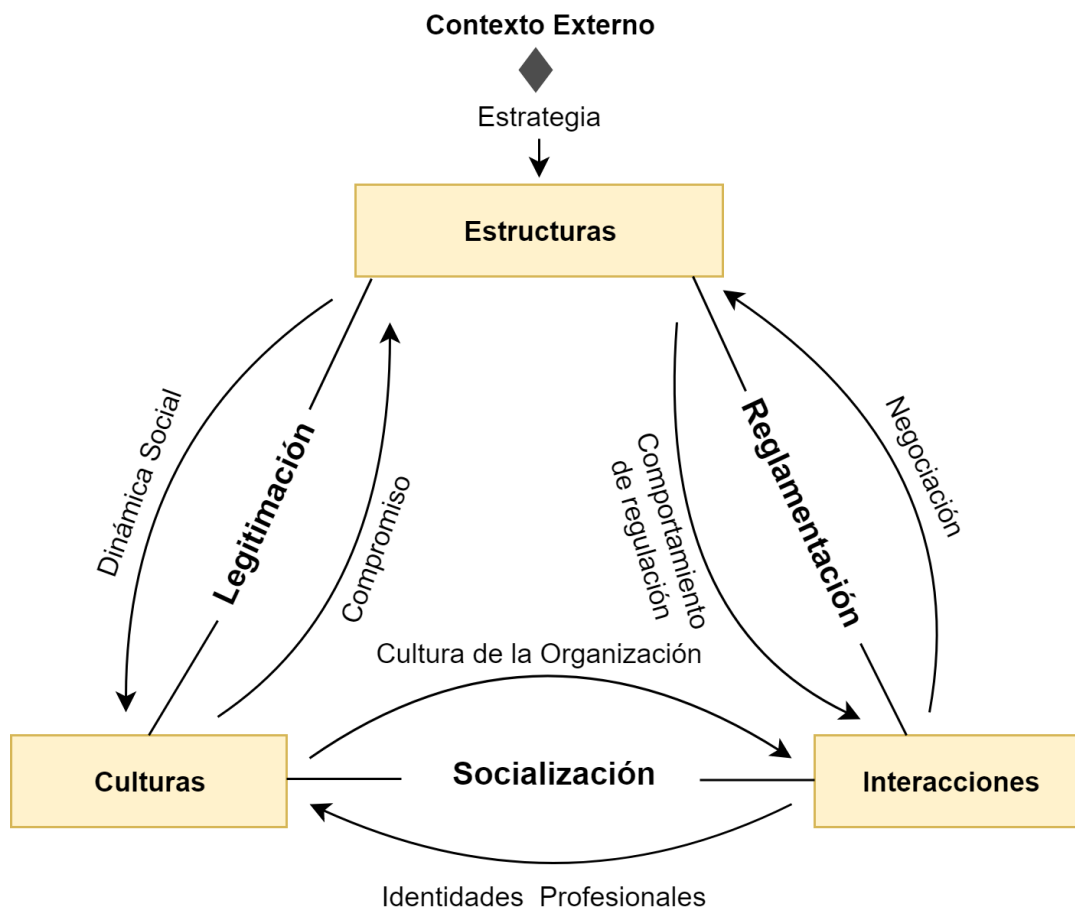 Contexto Externo
Estrategia
Estructuras
Dinámica Social
Legitimación
Compromiso
Comportamiento
de regulación
Reglamentación
Negociación
Cultura de la Organización
Culturas
Socialización
Interacciones
Identidades Profesionales